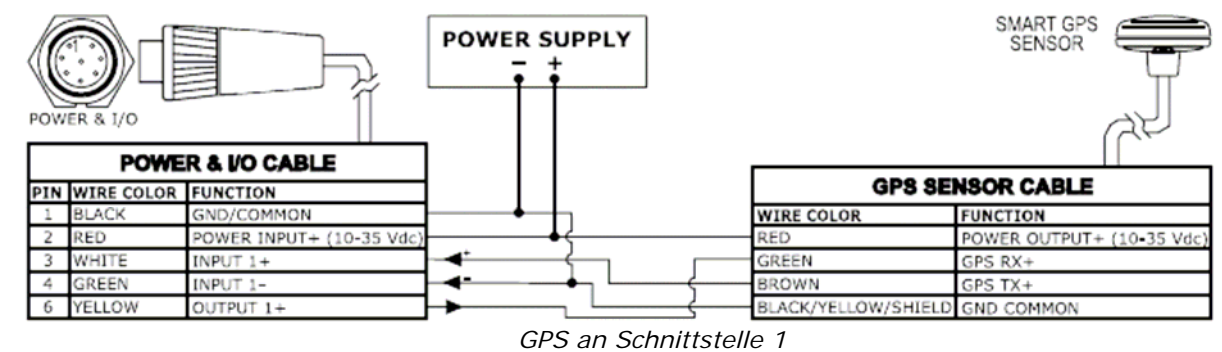 SMART GPS
SENSOR
POWER SUPPLY
- +
1
POWER & I/O
POWER & I/O CABLE
PIN WIRE COLOR FUNCTION
1 BLACK GND/COMMON
2 RED POWER INPUT+ (10-35 Vdc)
3 WHITE INPUT 1+
4 GREEN INPUT 1-
6 YELLOW OUTPUT 1+
+
-
GPS SENSOR CABLE
WIRE COLOR FUNCTION
RED POWER OUTPUT+ (10-35 Vdc)
GREEN GPS RX+
BROWN GPS TX+
BLACK/YELLOW/SHIELD GND COMMON
GPS an Schnittstelle 1